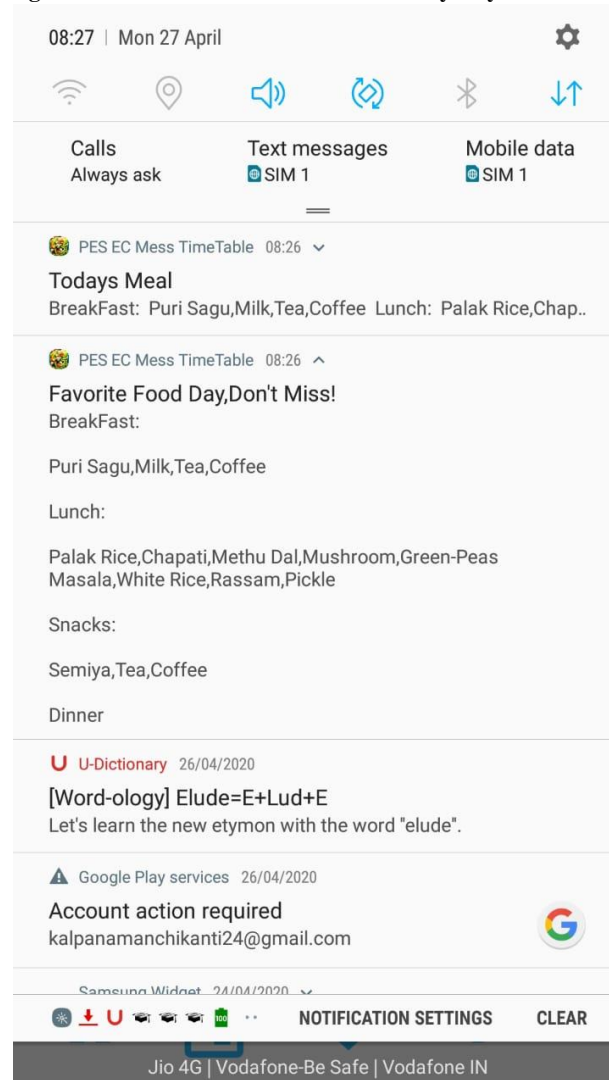 08:27 | Mon 27 April
Calls Text messages Mobile data
Always ask SIM 1 SIM 1
PES EC Mess TimeTable 08:26
Todays Meal
BreakFast: Puri Sagu,Milk,Tea,Coffee Lunch: Palak Rice,Chap..
PES EC Mess TimeTable 08:26
Favorite Food Day,Don't Miss!
BreakFast:
Puri Sagu,Milk,Tea,Coffee
Lunch:
Palak Rice,Chapati,Methu Dal,Mushroom,Green-Peas
Masala,White Rice,Rassam,Pickle
Snacks:
Semiya,Tea,Coffee
Dinner
U-Dictionary 26/04/2020
[Word-ology] Elude=E+Lud+E
Let's learn the new etymon with the word "elude".
Google Play services 26/04/2020
Account action required
kalpanamanchikanti24@gmail.com
Samsung Widget 24/04/2020
100 NOTIFICATION SETTINGS CLEAR
Jio 4G | Vodafone-Be Safe | Vodafone IN